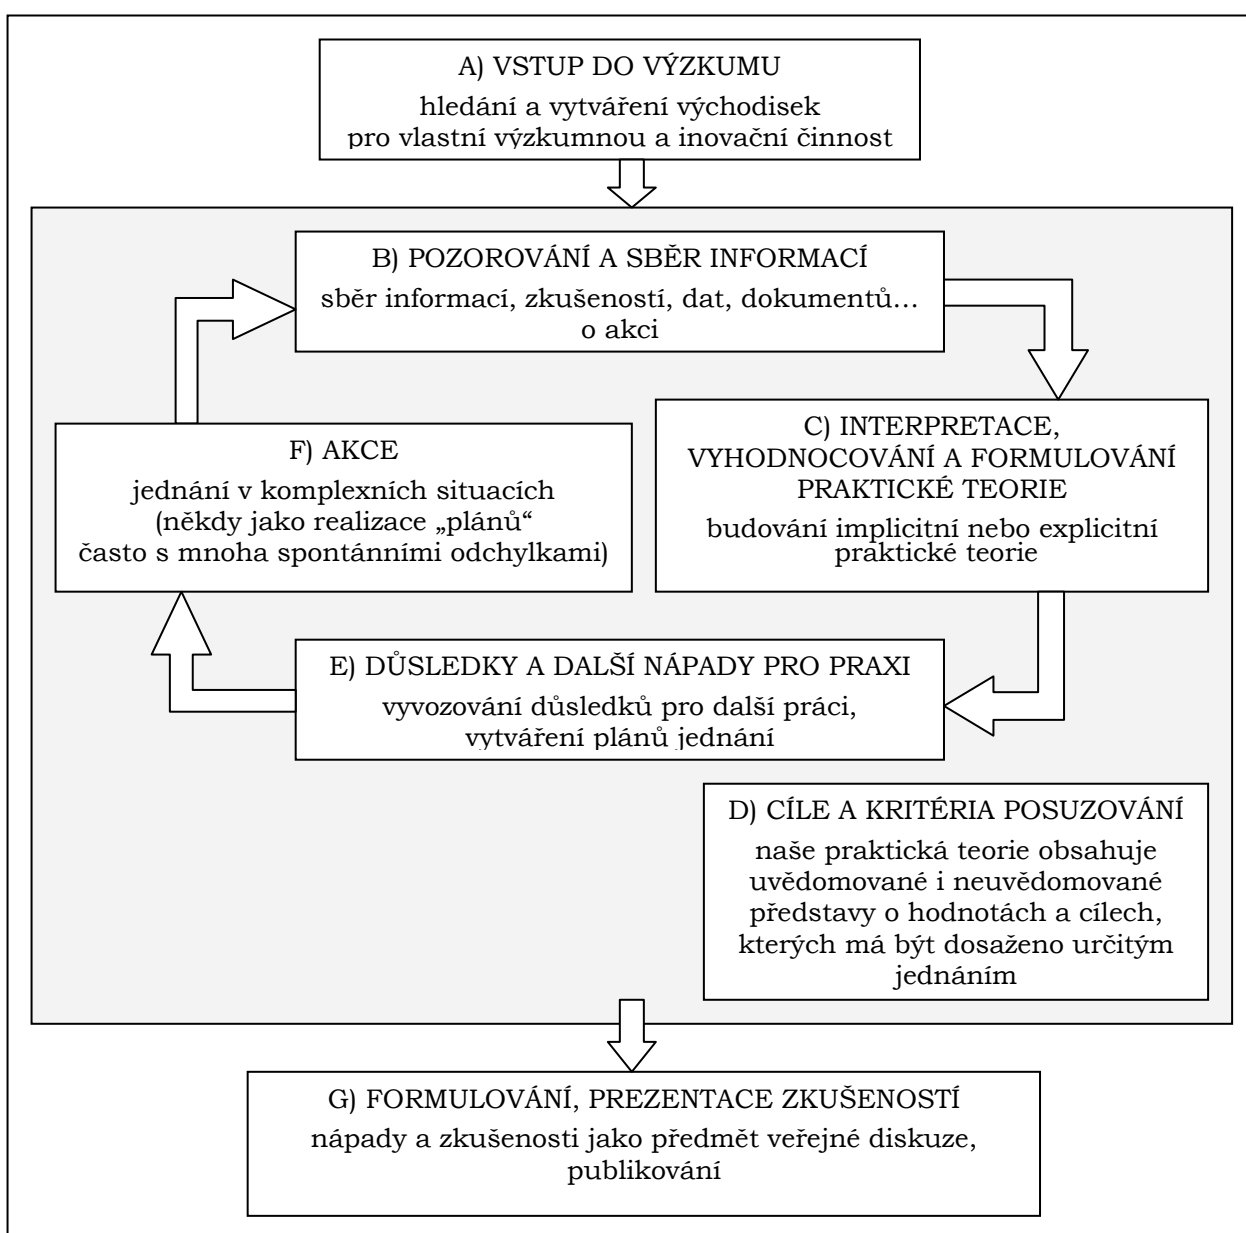 A) VSTUP DO VÝZKUMU
hledání a vytváření východisek
pro vlastní výzkumnou a inovační činnost
B) POZOROVÁNÍ A SBĚR INFORMACÍ
sběr informací, zkušeností, dat, dokumentů…
o akci
C) INTERPRETACE,
VYHODNOCOVÁNÍ A FORMULOVÁNÍ
PRAKTICKÉ TEORIE
budování implicitní nebo explicitní
praktické teorie
F) AKCE
jednání v komplexních situacích
(někdy jako realizace „plánů“
často s mnoha spontánními odchylkami)
E) DŮSLEDKY A DALŠÍ NÁPADY PRO PRAXI
vyvozování důsledků pro další práci,
vytváření plánů jednání
D) CÍLE A KRITÉRIA POSUZOVÁNÍ
naše praktická teorie obsahuje
uvědomované i neuvědomované
představy o hodnotách a cílech,
kterých má být dosaženo určitým
jednáním
G) FORMULOVÁNÍ, PREZENTACE ZKUŠENOSTÍ
nápady a zkušenosti jako předmět veřejné diskuze,
publikování